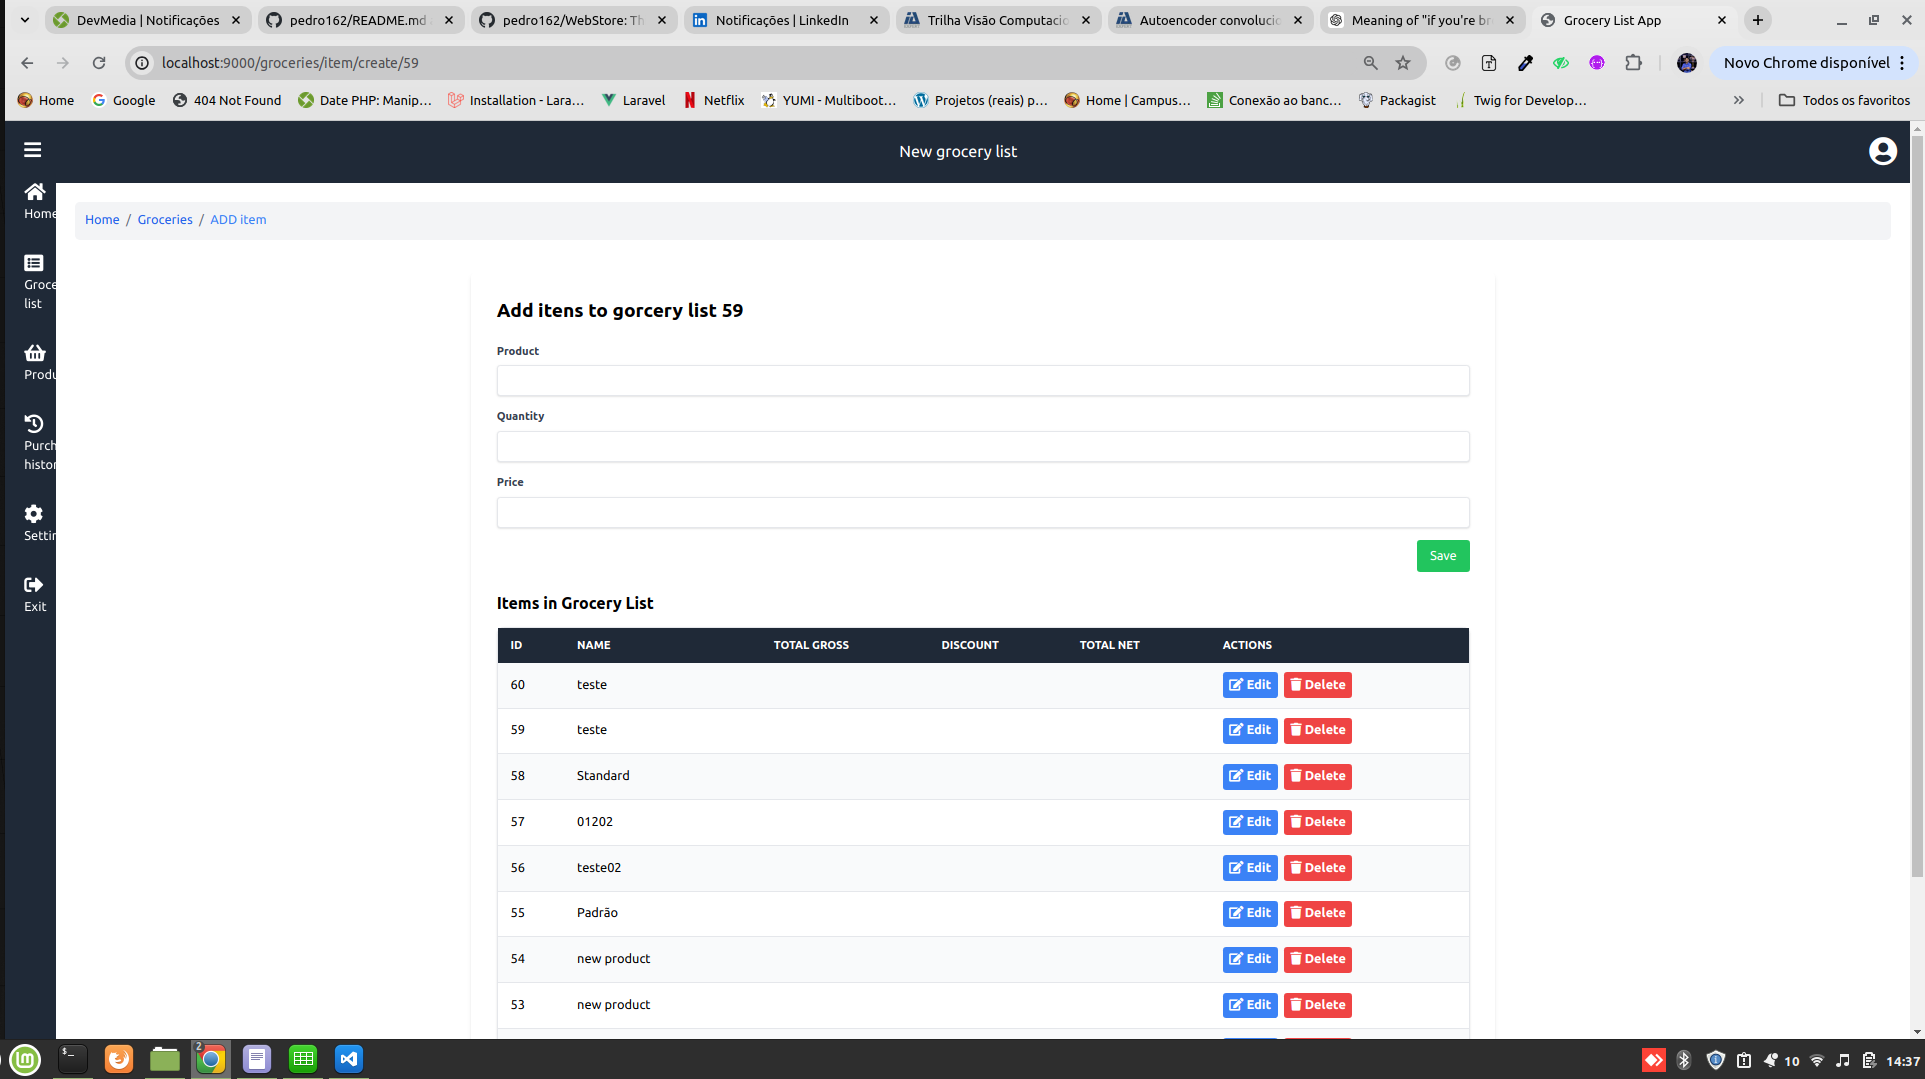 DevMedia | Notificações
pedro162/README.md
pedro162/WebStore: Th
Notificações | LinkedIn
Trilha Visão Computacio
Autoencoder convolucio
Meaning of "if you're br
Grocery List App
localhost:9000/groceries/item/create/59
Novo Chrome disponível
Home
Google
404 Not Found
Date PHP: Manip...
Installation - Lara...
Laravel
Netflix
YUMI - Multiboot...
Projetos (reais) p...
Home | Campus...
Conexão ao banc...
Packagist
Twig for Develop...
Todos os favoritos
New grocery list
Home
Groce
list
Produ
Purch
histor
Settin
Exit
Home / Groceries / ADD item
Add itens to gorcery list 59
Product
Quantity
Price
Save
Items in Grocery List
ID NAME TOTAL GROSS DISCOUNT TOTAL NET ACTIONS
60 teste Edit Delete
59 teste Edit Delete
58 Standard Edit Delete
57 01202 Edit Delete
56 teste02 Edit Delete
55 Padrão Edit Delete
54 new product Edit Delete
53 new product Edit Delete
2
10
14:37